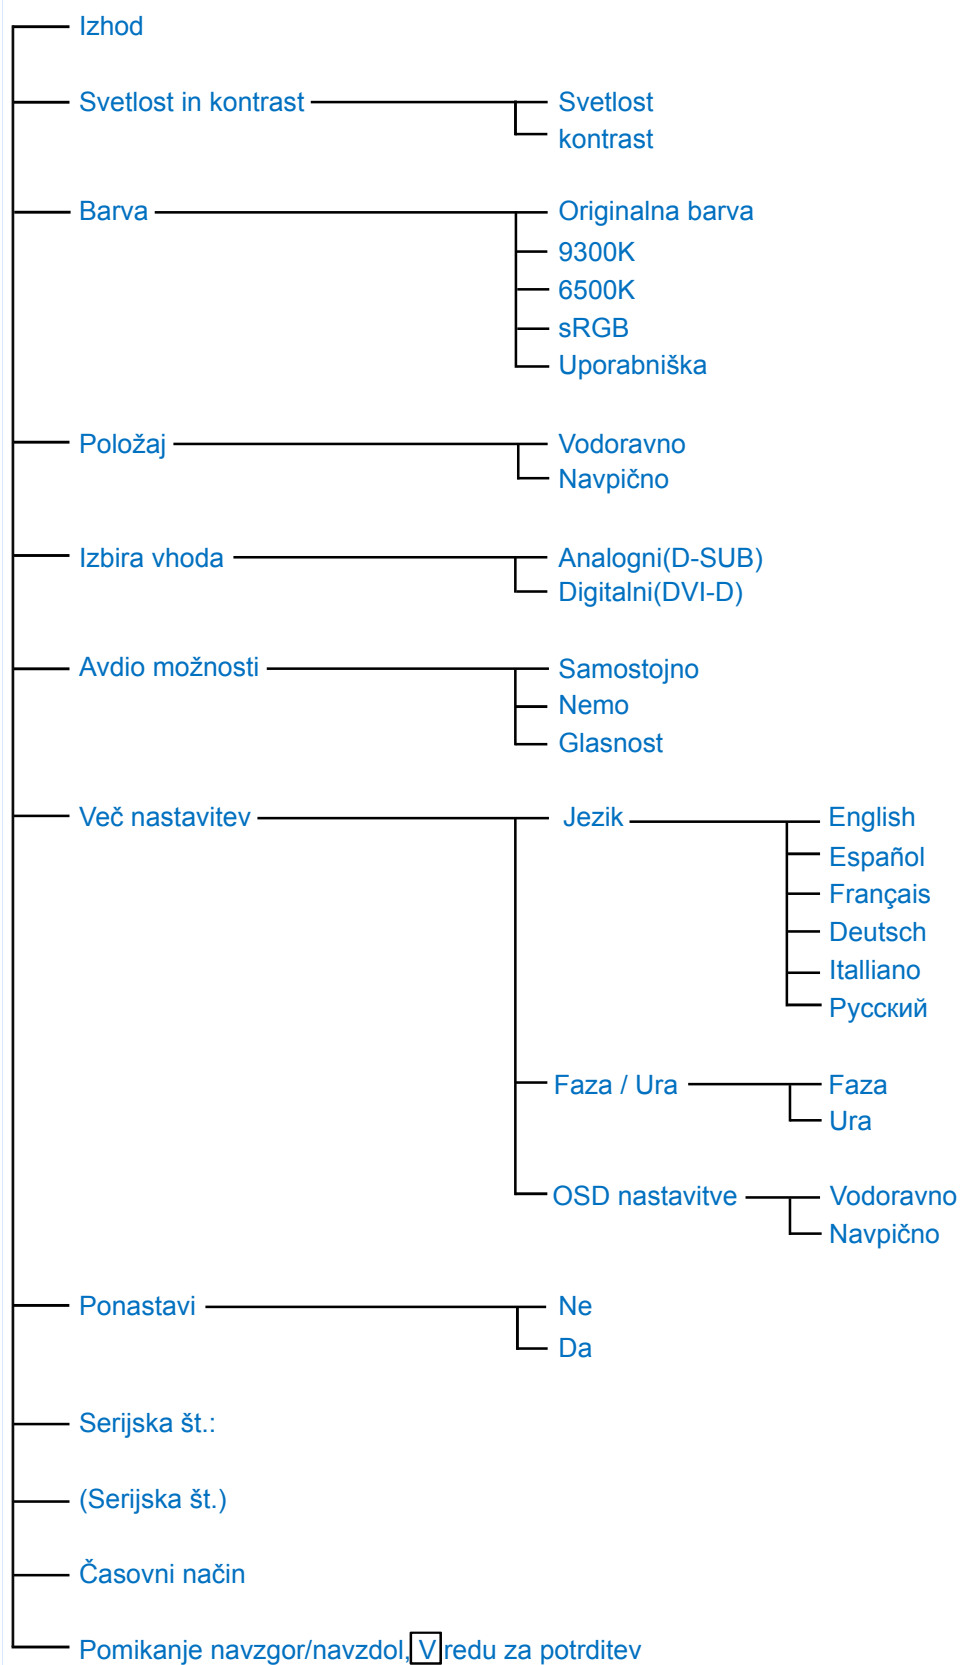 Izhod
Svetlost in kontrast Svetlost
kontrast
Barva Originalna barva
9300K
6500K
sRGB
Uporabniška
Položaj Vodoravno
Navpično
Izbira vhoda Analogni(D-SUB)
Digitalni(DVI-D)
Avdio možnosti Samostojno
Nemo
Glasnost
Več nastavitev Jezik English
Español
Français
Deutsch
Italliano
Русский
Faza / Ura Faza
Ura
OSD nastavitve Vodoravno
Navpično
Ponastavi Ne
Da
Serijska št.:
(Serijska št.)
Časovni način
Pomikanje navzgor/navzdol, V redu za potrditev